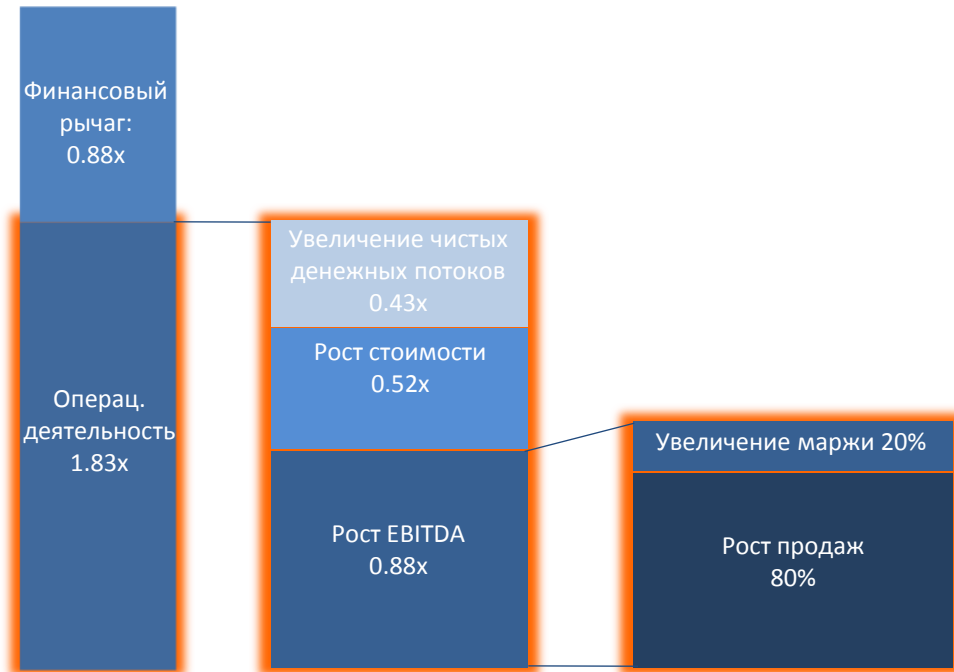 Финансовый
рычаг:
0.88x
Операц.
деятельность
1.83x
Увеличение чистых
денежных потоков
0.43x
Рост стоимости
0.52x
Рост EBITDA
0.88x
Увеличение маржи 20%
Рост продаж
80%